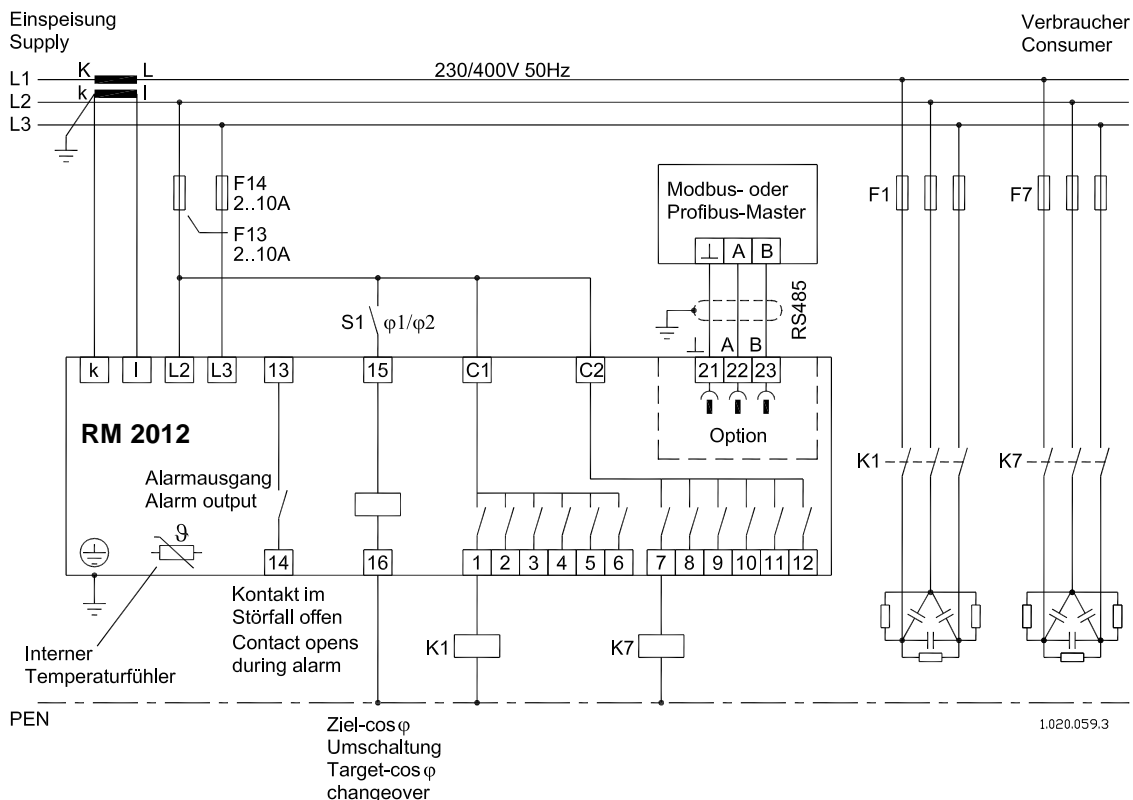 Einspeisung
Supply
Verbraucher
Consumer
K L
230/400V 50Hz
L1
k l
L2
L3
F14
2..10A
F13
2..10A
Modbus- oder
Profibus-Master
⊥ A B
F1
F7
RS485
S1 φ1/φ2
⊥ A B
k l L2 L3 13 15 C1 C2 21 22 23
RM 2012
Option
Alarmausgang
Alarm output
K1
K7
ϑ
14 16 1 2 3 4 5 6 7 8 9 10 11 12
Kontakt im
Störfall offen
Contact opens
during alarm
K1
K7
Interner
Temperaturfühler
PEN
1.020.059.3
Ziel-cos φ
Umschaltung
Target-cos φ
changeover